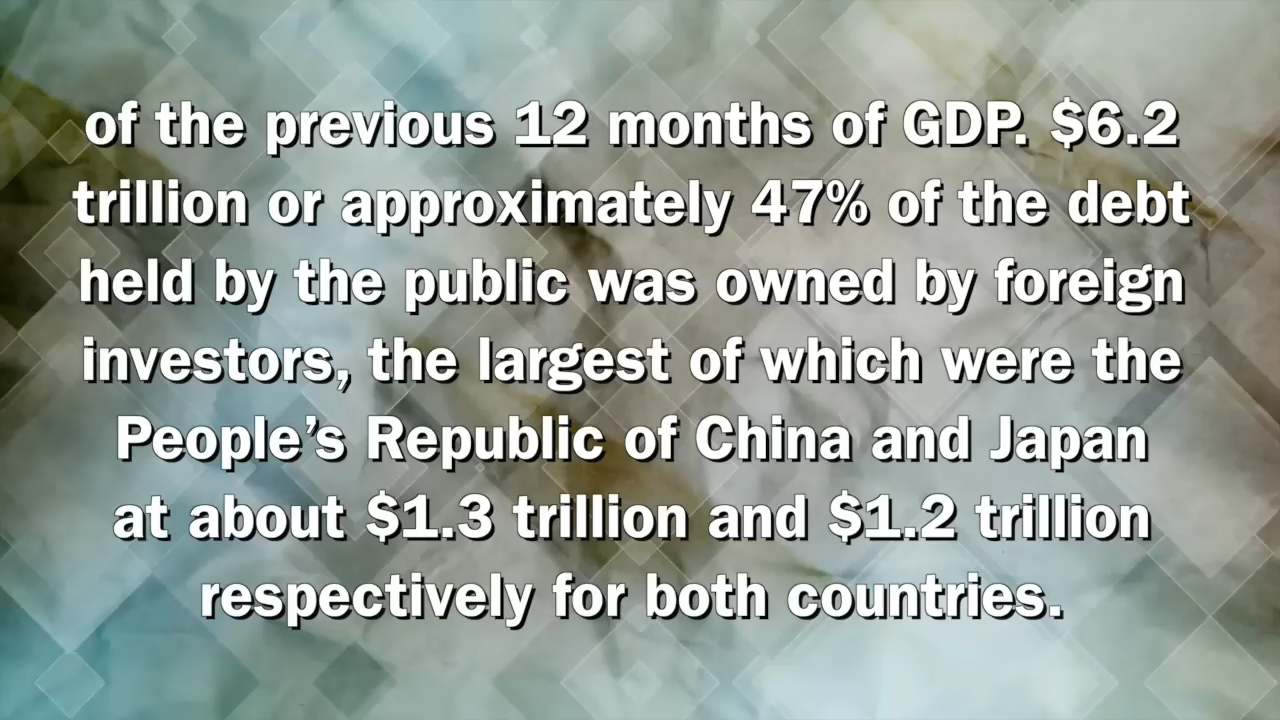 of the previous 12 months of GDP. $6.2
trillion or approximately 47% of the debt
held by the public was owned by foreign
investors, the largest of which were the
People’s Republic of China and Japan
at about $1.3 trillion and $1.2 trillion
respectively for both countries.